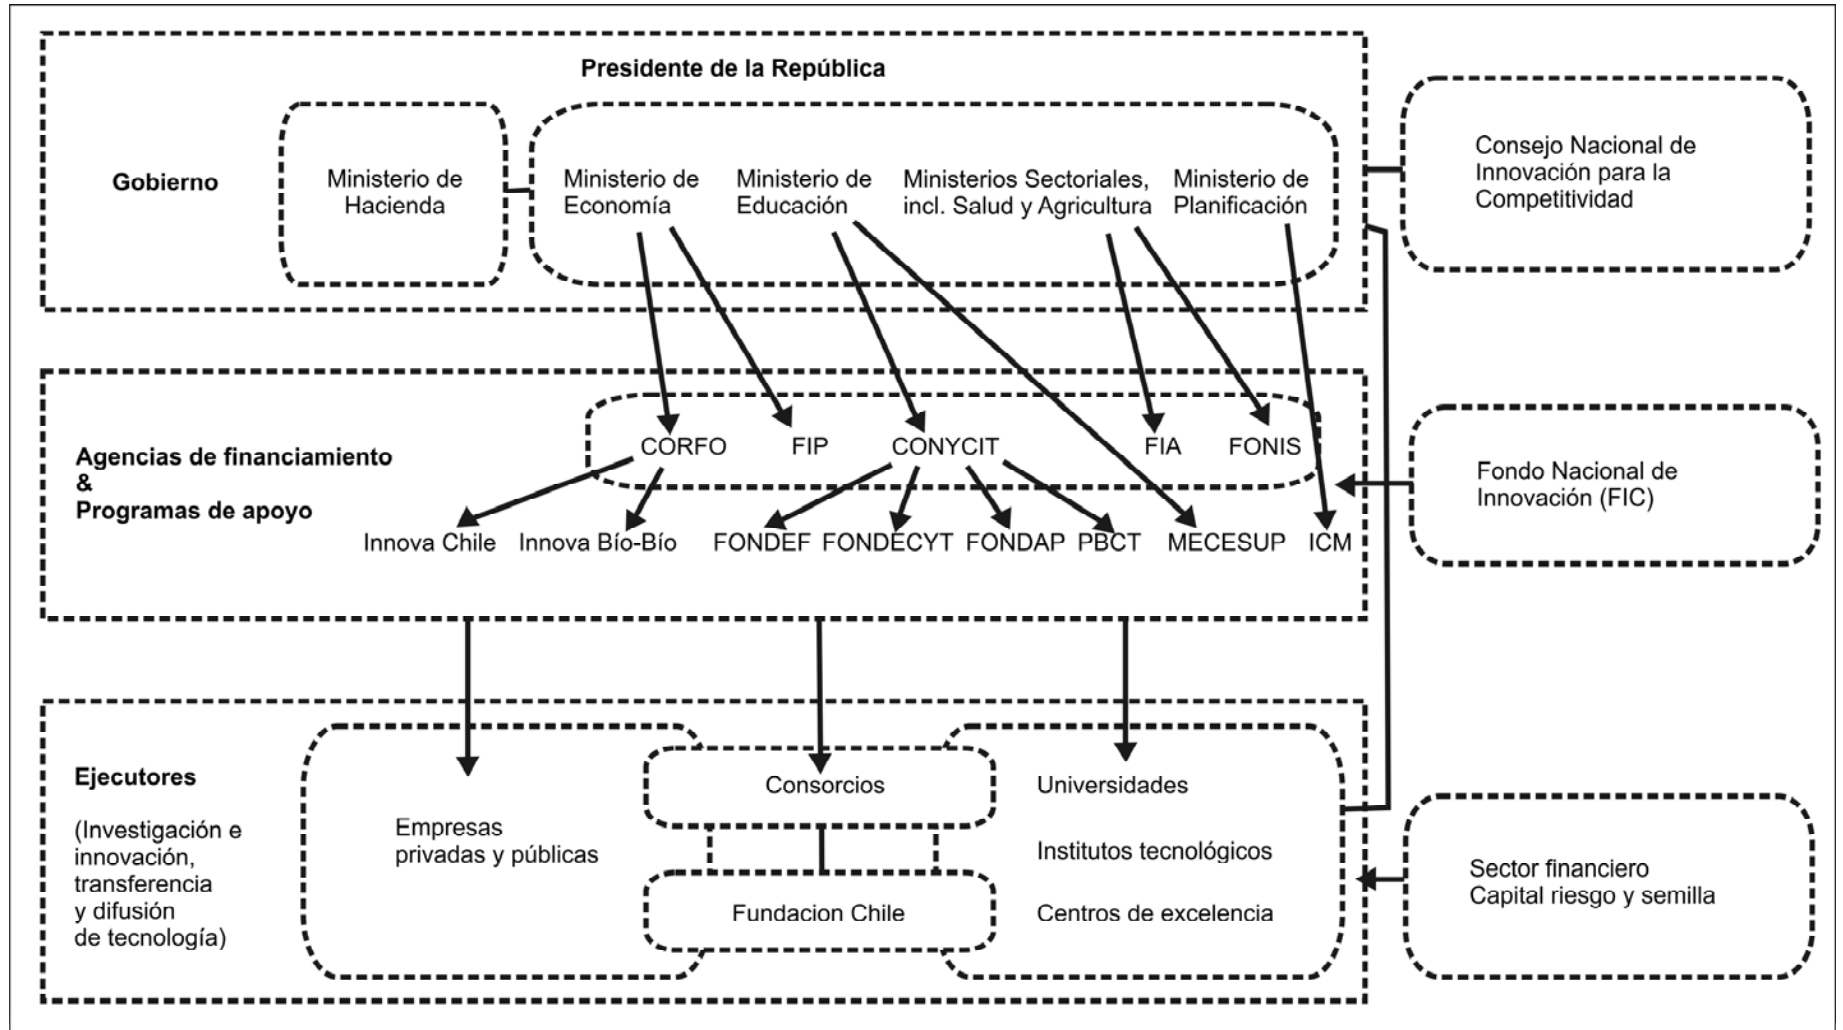 Presidente de la República
Gobierno
Ministerio de
Hacienda
Ministerio de
Economía
Ministerio de
Educación
Ministerios Sectoriales,
incl. Salud y Agricultura
Ministerio de
Planificación
Consejo Nacional de
Innovación para la
Competitividad
Agencias de financiamiento
&
Programas de apoyo
CORFO
FIP
CONYCIT
FIA
FONIS
Innova Chile
Innova Bío-Bío
FONDEF
FONDECYT
FONDAP
PBCT
MECESUP
ICM
Fondo Nacional de
Innovación (FIC)
Ejecutores
(Investigación e
innovación,
transferencia
y difusión
de tecnología)
Empresas
privadas y públicas
Consorcios
Fundacion Chile
Universidades
Institutos tecnológicos
Centros de excelencia
Sector financiero
Capital riesgo y semilla